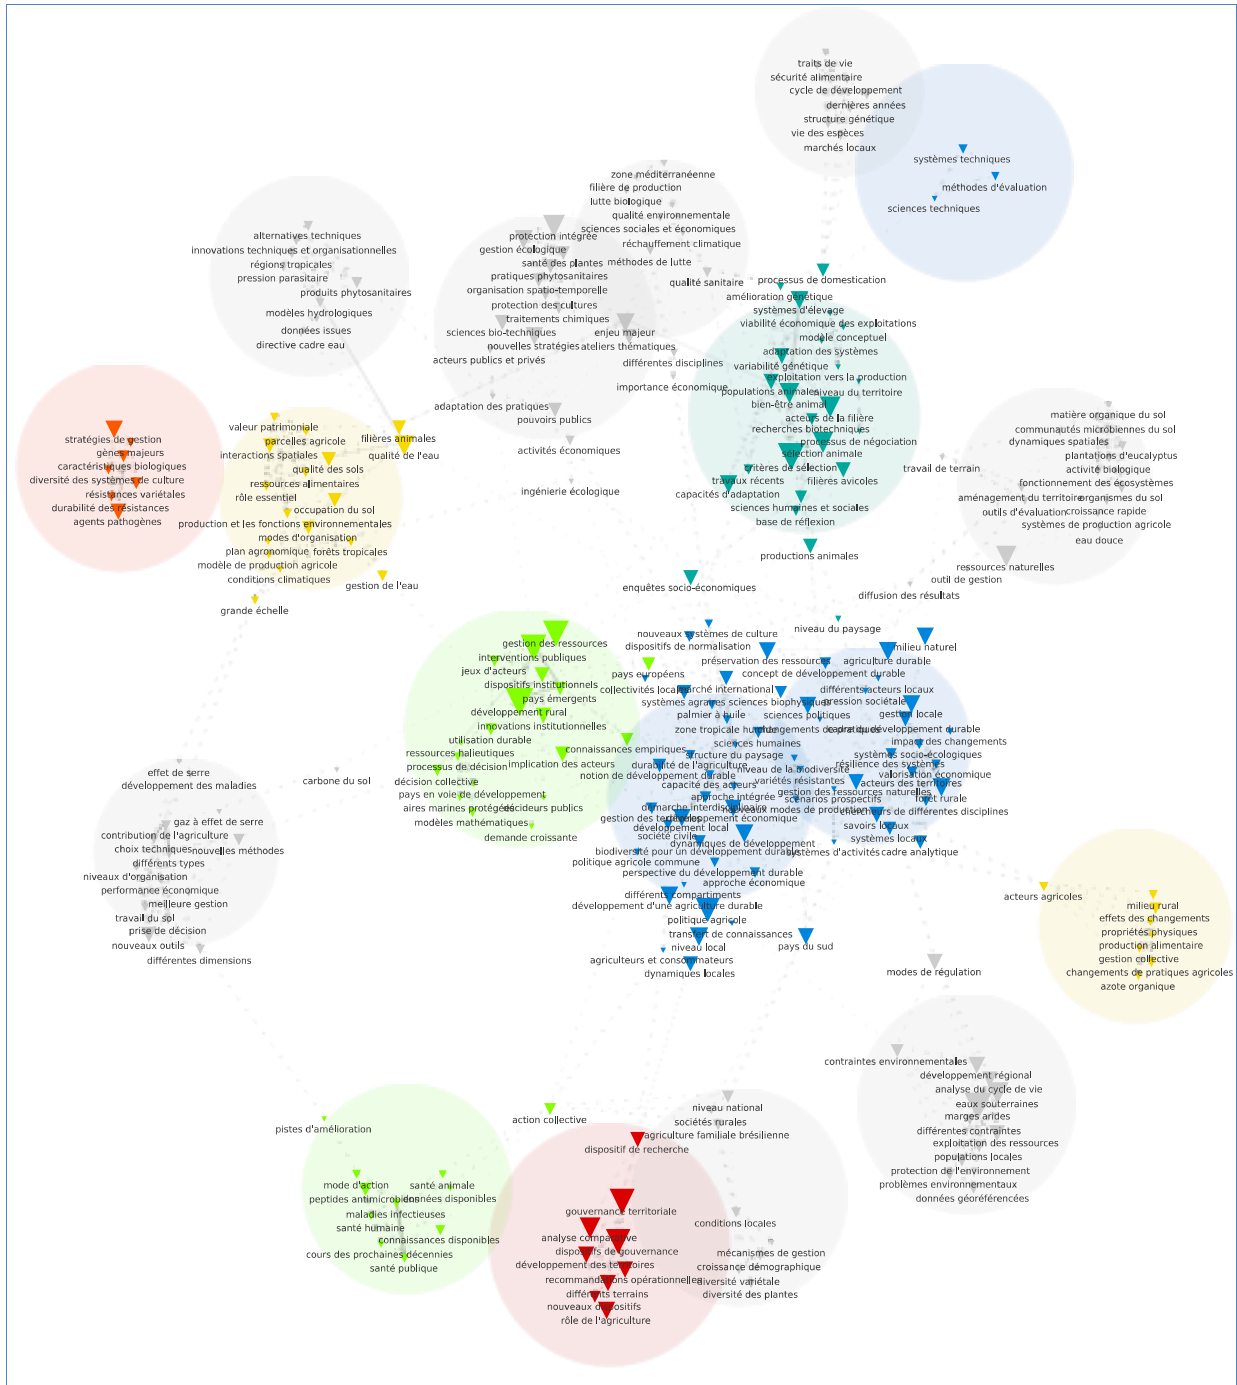 traits de vie
sécurité alimentaire
cycle de développement
dernières années
structure génétique
vie des espèces
marchés locaux
systèmes techniques
méthodes d'évaluation
sciences techniques
zone méditerranéenne
filière de production
lutte biologique
qualité environnementale
sciences sociales et économiques
réchauffement climatique
méthodes de lutte
qualité sanitaire
alternatives techniques
innovations techniques et organisationnelles
régions tropicales
pression parasitaire
produits phytosanitaires
modèles hydrologiques
données issues
directive cadre eau
protection intégrée
gestion écologique
santé des plantes
pratiques phytosanitaires
organisation spatio-temporelle
protection des cultures
traitements chimiques
sciences bio-techniques
enjeu majeur
nouvelles stratégies
ateliers thématiques
acteurs publics et privés
différentes disciplines
importance économique
adaptation des pratiques
pouvoirs publics
activités économiques
ingénierie écologique
processus de domestication
amélioration génétique
systèmes d'élevage
viabilité économique des exploitations
modèle conceptuel
adaptation des systèmes
variabilité génétique
exploitation vers la production
populations animales
niveau du territoire
bien-être animal
acteurs de la filière
recherches biotechniques
processus de négociation
sélection animale
critères de sélection
travaux récents
filières avicoles
capacités d'adaptation
sciences humaines et sociales
base de réflexion
productions animales
enquêtes socio-économiques
niveau du paysage
matière organique du sol
communautés microbiennes du sol
dynamiques spatiales
plantations d'eucalyptus
travail de terrain
activité biologique
fonctionnement des écosystèmes
aménagement du territoire
organismes du sol
outils d'évaluation
croissance rapide
systèmes de production agricole
eau douce
ressources naturelles
outil de gestion
diffusion des résultats
stratégies de gestion
gènes majeurs
caractéristiques biologiques
diversité des systèmes de culture
résistances variétales
durabilité des résistances
agents pathogènes
valeur patrimoniale
parcelles agricole
filières animales
interactions spatiales
qualité de l'eau
qualité des sols
ressources alimentaires
rôle essentiel
occupation du sol
production et les fonctions environnementales
modes d'organisation
plan agronomique
forêts tropicales
modèle de production agricole
conditions climatiques
gestion de l'eau
grande échelle
gestion des ressources
interventions publiques
jeux d'acteurs
dispositifs institutionnels
pays émergents
développement rural
innovations institutionnelles
utilisation durable
ressources halieutiques
connaissances empiriques
processus de décision
implication des acteurs
décision collective
pays en voie de développement
aires marines protégées
décideurs publics
modèles mathématiques
demande croissante
pays européens
nouveaux systèmes de culture
dispositifs de normalisation
préservation des ressources
milieu naturel
agriculture durable
concept de développement durable
collectivités locales
marché international
différents acteurs locaux
systèmes agraires
sciences biophysiques
pression sociétale
palmier à huile
sciences politiques
gestion locale
zone tropicale humide
changements de pratiques
cadre du développement durable
sciences humaines
impact des changements
structure du paysage
systèmes socio-écologiques
durabilité de l'agriculture
résilience des systèmes
notion de développement durable
niveau de la biodiversité
valorisation économique
capacité des acteurs
variétés résistantes
acteurs des territoires
approche intégrée
gestion des ressources naturelles
scénarios prospectifs
forêt rurale
démarche interdisciplinaire
nouveaux modes de production
chercheurs de différentes disciplines
gestion des territoires
développement économique
développement local
savoirs locaux
société civile
dynamiques de développement
systèmes locaux
biodiversité pour un développement durable
systèmes d'activités
cadre analytique
politique agricole commune
perspective du développement durable
approche économique
différents compartiments
développement d'une agriculture durable
politique agricole
transfert de connaissances
niveau local
pays du sud
agriculteurs et consommateurs
dynamiques locales
effet de serre
développement des maladies
carbone du sol
gaz à effet de serre
contribution de l'agriculture
choix techniques
nouvelles méthodes
différents types
niveaux d'organisation
performance économique
meilleure gestion
travail du sol
prise de décision
nouveaux outils
différentes dimensions
acteurs agricoles
milieu rural
effets des changements
propriétés physiques
production alimentaire
gestion collective
changements de pratiques agricoles
azote organique
modes de régulation
contraintes environnementales
développement régional
analyse du cycle de vie
eaux souterraines
marges arides
différentes contraintes
exploitation des ressources
populations locales
protection de l'environnement
problèmes environnementaux
données géoréférencées
pistes d'amélioration
action collective
mode d'action
santé animale
peptides antimicrobiens
données disponibles
maladies infectieuses
santé humaine
connaissances disponibles
cours des prochaines décennies
santé publique
niveau national
sociétés rurales
agriculture familiale brésilienne
dispositif de recherche
gouvernance territoriale
conditions locales
analyse comparative
dispositifs de gouvernance
mécanismes de gestion
développement des territoires
croissance démographique
recommandations opérationnelles
diversité variétale
différents terrains
diversité des plantes
nouveaux dispositifs
rôle de l'agriculture